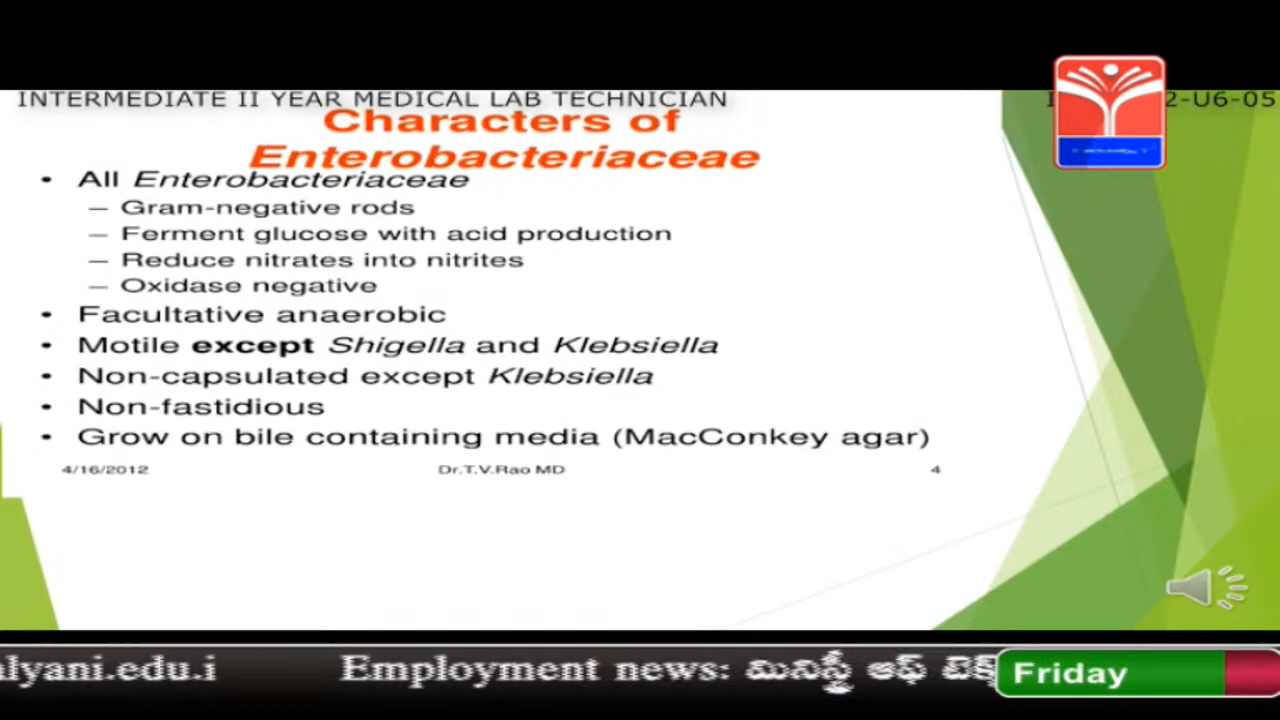 INTERMEDIATE II YEAR MEDICAL LAB TECHNICIAN
2-U6-05
Characters of
Enterobacteriaceae
• All Enterobacteriaceae
– Gram-negative rods
– Ferment glucose with acid production
– Reduce nitrates into nitrites
– Oxidase negative
• Facultative anaerobic
• Motile except Shigella and Klebsiella
• Non-capsulated except Klebsiella
• Non-fastidious
• Grow on bile containing media (MacConkey agar)
4/16/2012 Dr.T.V.Rao MD 4
alyani.edu.i Employment news: మినిస్ట్రీ ఆఫ్ Friday